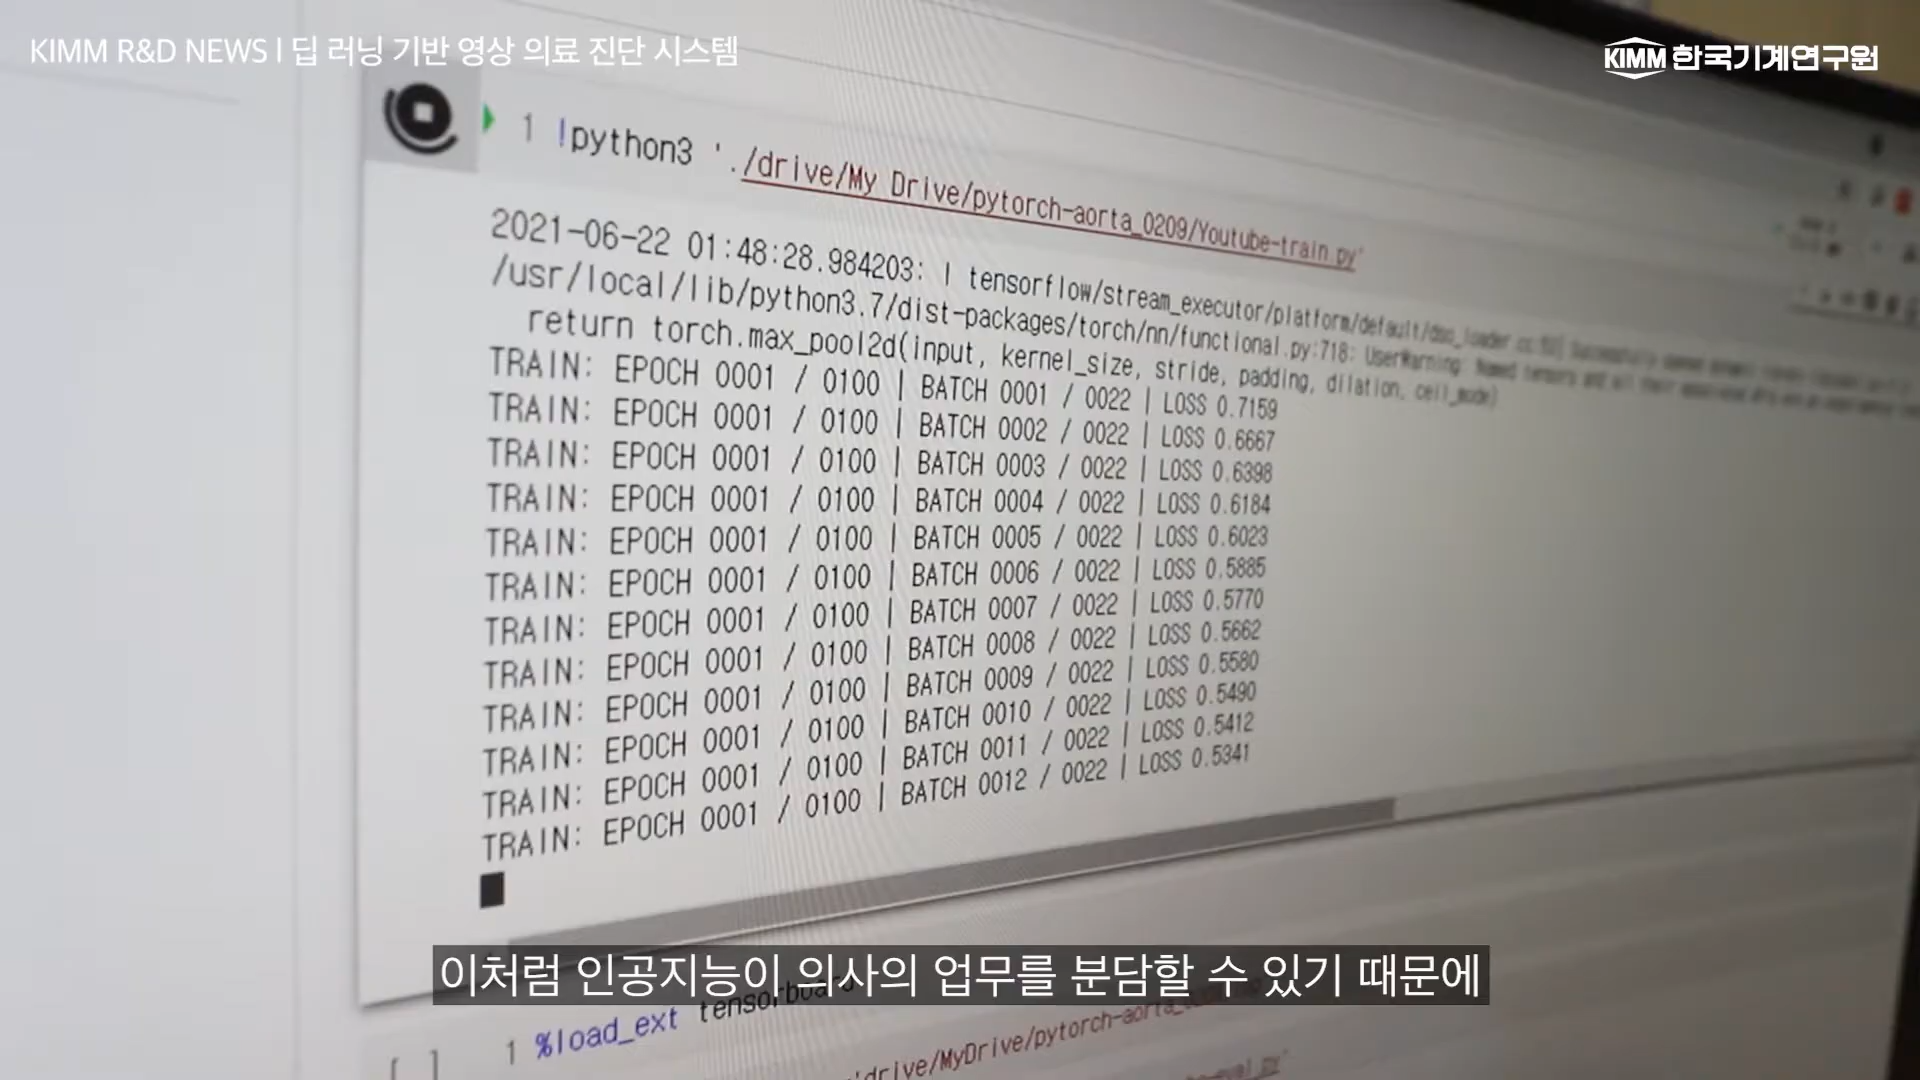 KIMM R&D NEWS I 딥 러닝 기반 영상 의료 진단 시스템
KIMM 한국기계연구원
1 !python3 './drive/My Drive/pytorch-aorta_0209/Youtube-train.py'
2021-06-22 01:48:28.984203: I tensorflow/stream_executor/platform/default/dso_loader.cc:53] Successfully opened dynamic
/usr/local/lib/python3.7/dist-packages/torch/nn/functional.py:718: UserWarning: Named tensors and all their associated
return torch.max_pool2d(input, kernel_size, stride, padding, dilation, ceil_mode)
TRAIN: EPOCH 0001 / 0100 | BATCH 0001 / 0022 | LOSS 0.7159
TRAIN: EPOCH 0001 / 0100 | BATCH 0002 / 0022 | LOSS 0.6667
TRAIN: EPOCH 0001 / 0100 | BATCH 0003 / 0022 | LOSS 0.6398
TRAIN: EPOCH 0001 / 0100 | BATCH 0004 / 0022 | LOSS 0.6184
TRAIN: EPOCH 0001 / 0100 | BATCH 0005 / 0022 | LOSS 0.6023
TRAIN: EPOCH 0001 / 0100 | BATCH 0006 / 0022 | LOSS 0.5885
TRAIN: EPOCH 0001 / 0100 | BATCH 0007 / 0022 | LOSS 0.5770
TRAIN: EPOCH 0001 / 0100 | BATCH 0008 / 0022 | LOSS 0.5662
TRAIN: EPOCH 0001 / 0100 | BATCH 0009 / 0022 | LOSS 0.5580
TRAIN: EPOCH 0001 / 0100 | BATCH 0010 / 0022 | LOSS 0.5490
TRAIN: EPOCH 0001 / 0100 | BATCH 0011 / 0022 | LOSS 0.5412
TRAIN: EPOCH 0001 / 0100 | BATCH 0012 / 0022 | LOSS 0.5341
이처럼 인공지능이 의사의 업무를 분담할 수 있기 때문에
[ ] 1 %load_ext tensorboard